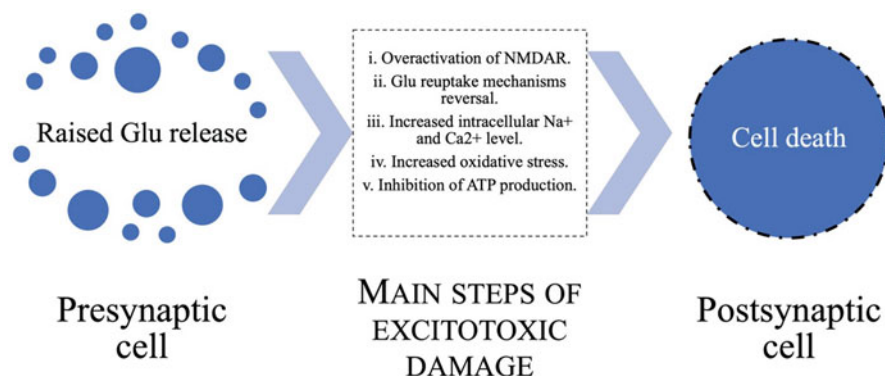 Raised Glu release
i. Overactivation of NMDAR.
ii. Glu reuptake mechanisms
reversal.
iii. Increased intracellular Na+
and Ca2+ level.
iv. Increased oxidative stress.
v. Inhibition of ATP production.
Cell death
Presynaptic
cell
MAIN STEPS OF
EXCITOTOXIC
DAMAGE
Postsynaptic
cell